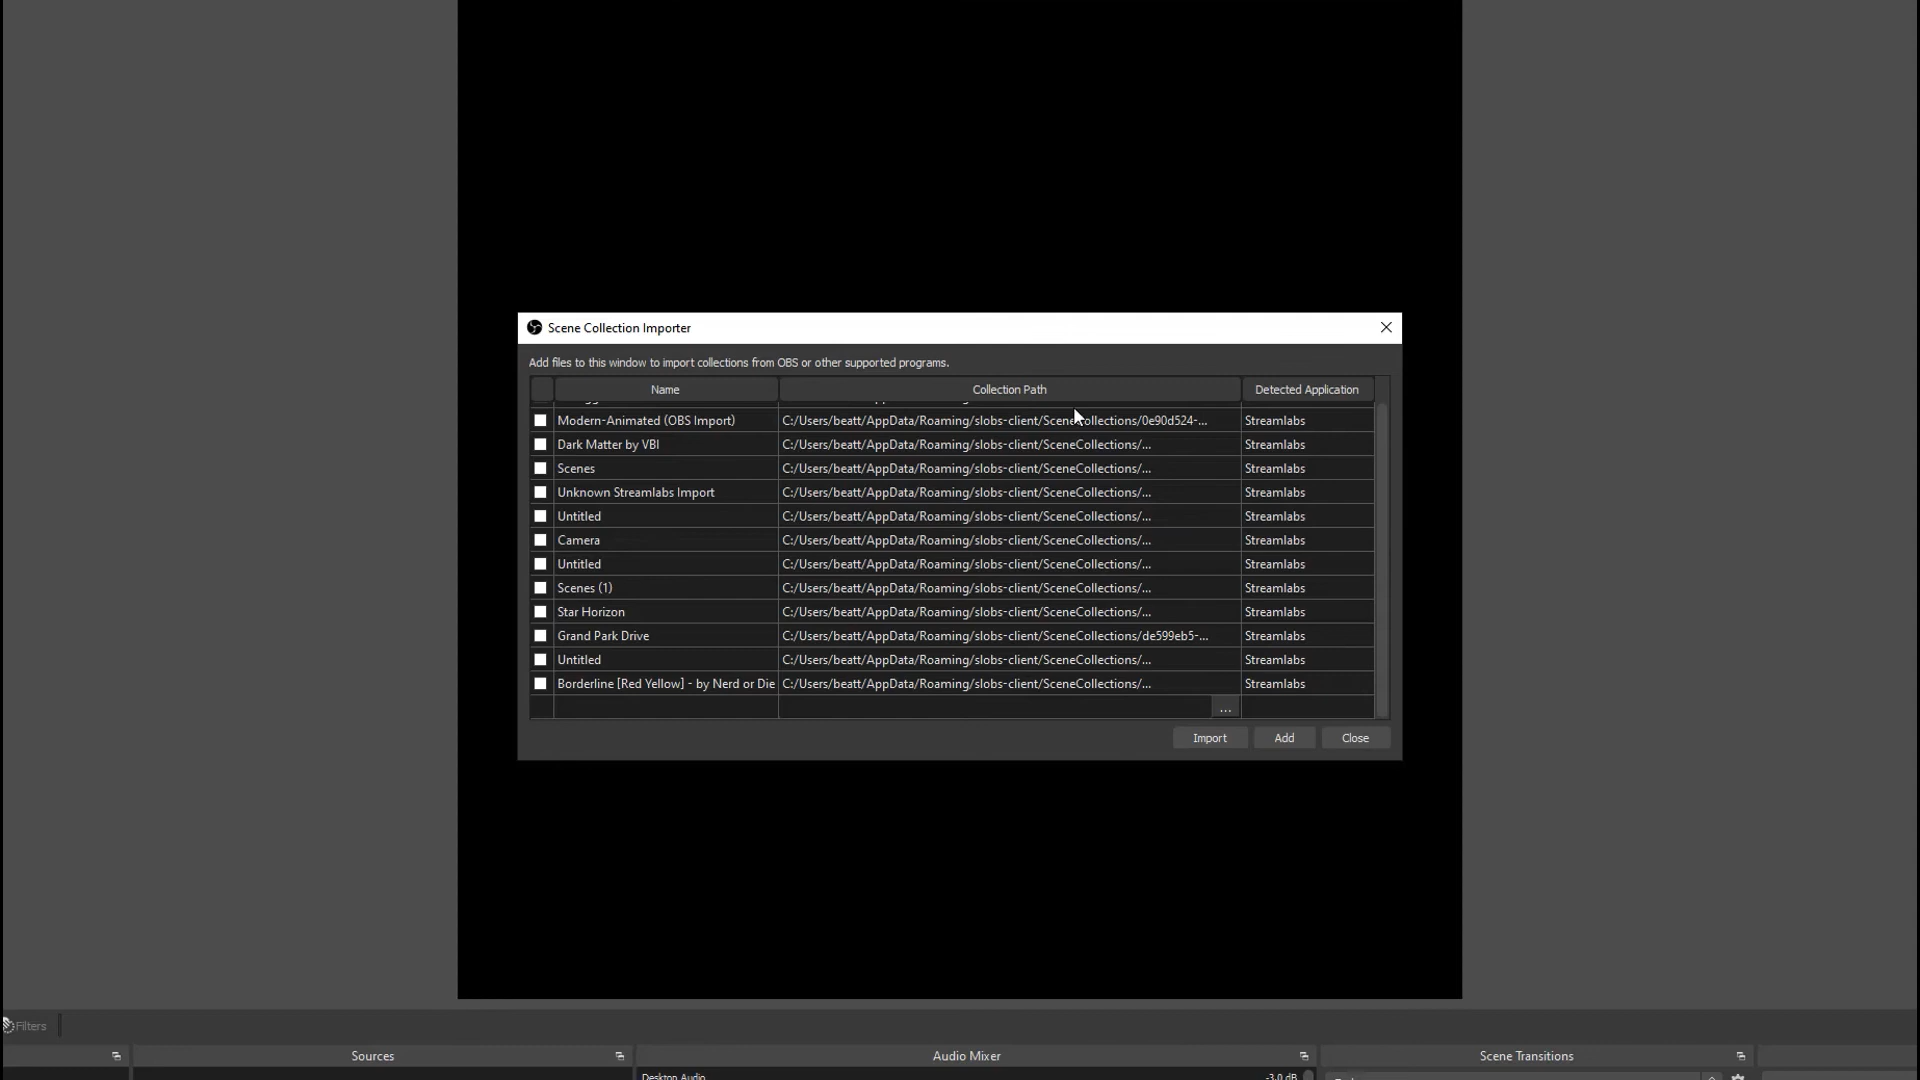 Scene Collection Importer
Add files to this window to import collections from OBS or other supported programs.
Name Collection Path Detected Application
Modern-Animated (OBS Import) C:/Users/beatt/AppData/Roaming/slobs-client/SceneCollections/0e90d524-... Streamlabs
Dark Matter by VBI C:/Users/beatt/AppData/Roaming/slobs-client/SceneCollections/... Streamlabs
Scenes C:/Users/beatt/AppData/Roaming/slobs-client/SceneCollections/... Streamlabs
Unknown Streamlabs Import C:/Users/beatt/AppData/Roaming/slobs-client/SceneCollections/... Streamlabs
Untitled C:/Users/beatt/AppData/Roaming/slobs-client/SceneCollections/... Streamlabs
Camera C:/Users/beatt/AppData/Roaming/slobs-client/SceneCollections/... Streamlabs
Untitled C:/Users/beatt/AppData/Roaming/slobs-client/SceneCollections/... Streamlabs
Scenes (1) C:/Users/beatt/AppData/Roaming/slobs-client/SceneCollections/... Streamlabs
Star Horizon C:/Users/beatt/AppData/Roaming/slobs-client/SceneCollections/... Streamlabs
Grand Park Drive C:/Users/beatt/AppData/Roaming/slobs-client/SceneCollections/de599eb5-... Streamlabs
Untitled C:/Users/beatt/AppData/Roaming/slobs-client/SceneCollections/... Streamlabs
Borderline [Red Yellow] - by Nerd or Die C:/Users/beatt/AppData/Roaming/slobs-client/SceneCollections/... Streamlabs
...
Import Add Close
Filters
Sources Audio Mixer Scene Transitions
Desktop Audio -3.0 dB